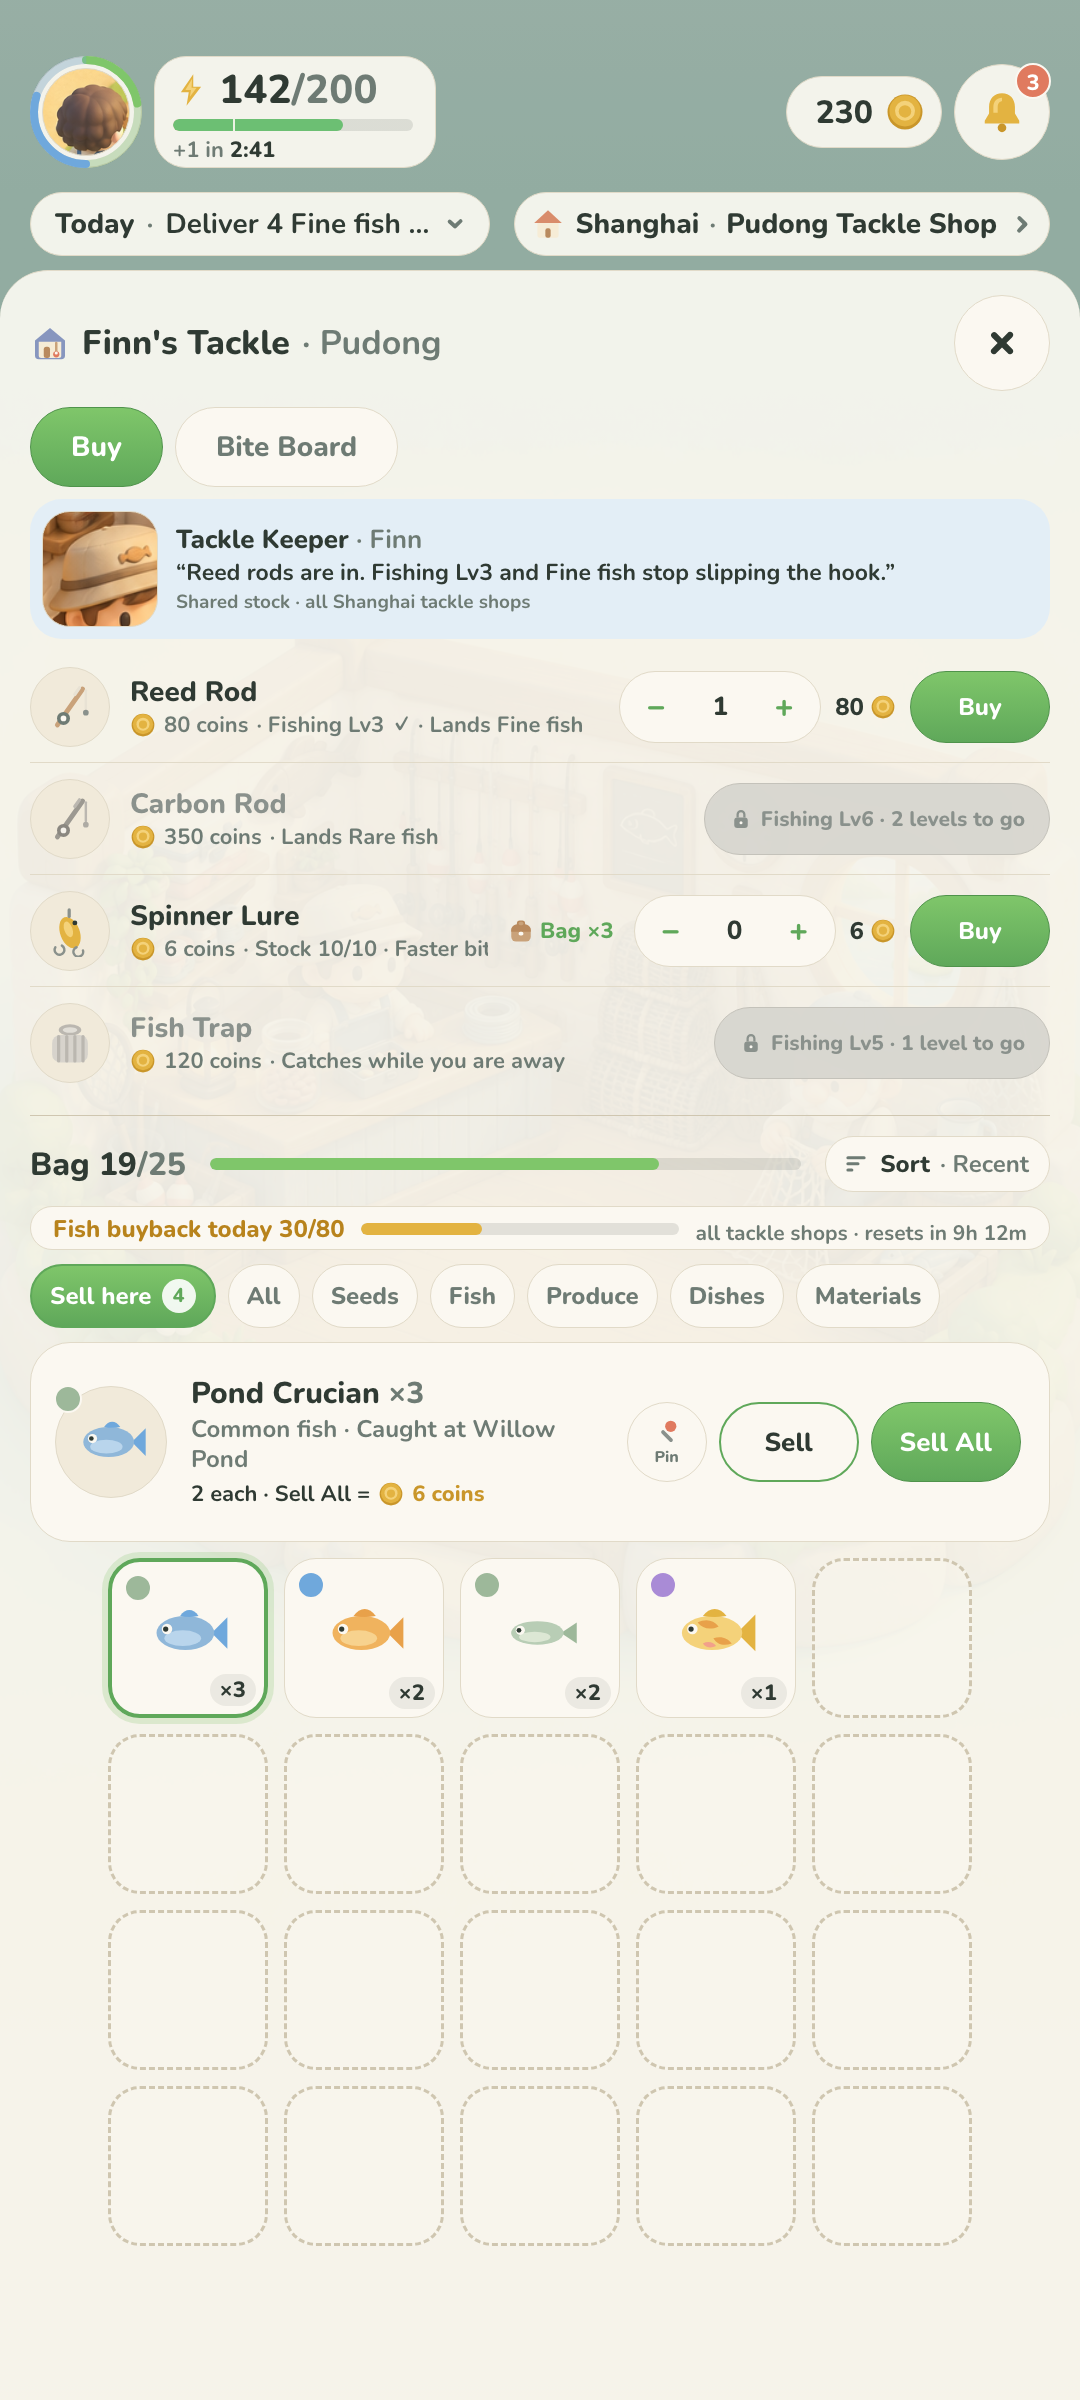 142/200
+1 in 2:41
230
3
Today · Deliver 4 Fine fish ...
Shanghai · Pudong Tackle Shop
Finn's Tackle · Pudong
Buy
Bite Board
Tackle Keeper · Finn
“Reed rods are in. Fishing Lv3 and Fine fish stop slipping the hook.”
Shared stock · all Shanghai tackle shops
Reed Rod
80 coins · Fishing Lv3 ✓ · Lands Fine fish
− 1 +
80
Buy
Carbon Rod
350 coins · Lands Rare fish
Fishing Lv6 · 2 levels to go
Spinner Lure
6 coins · Stock 10/10 · Faster bit
Bag ×3
− 0 +
6
Buy
Fish Trap
120 coins · Catches while you are away
Fishing Lv5 · 1 level to go
Bag 19/25
Sort · Recent
Fish buyback today 30/80
all tackle shops · resets in 9h 12m
Sell here 4
All
Seeds
Fish
Produce
Dishes
Materials
Pond Crucian ×3
Common fish · Caught at Willow
Pond
2 each · Sell All = 6 coins
Pin
Sell
Sell All
×3
×2
×2
×1